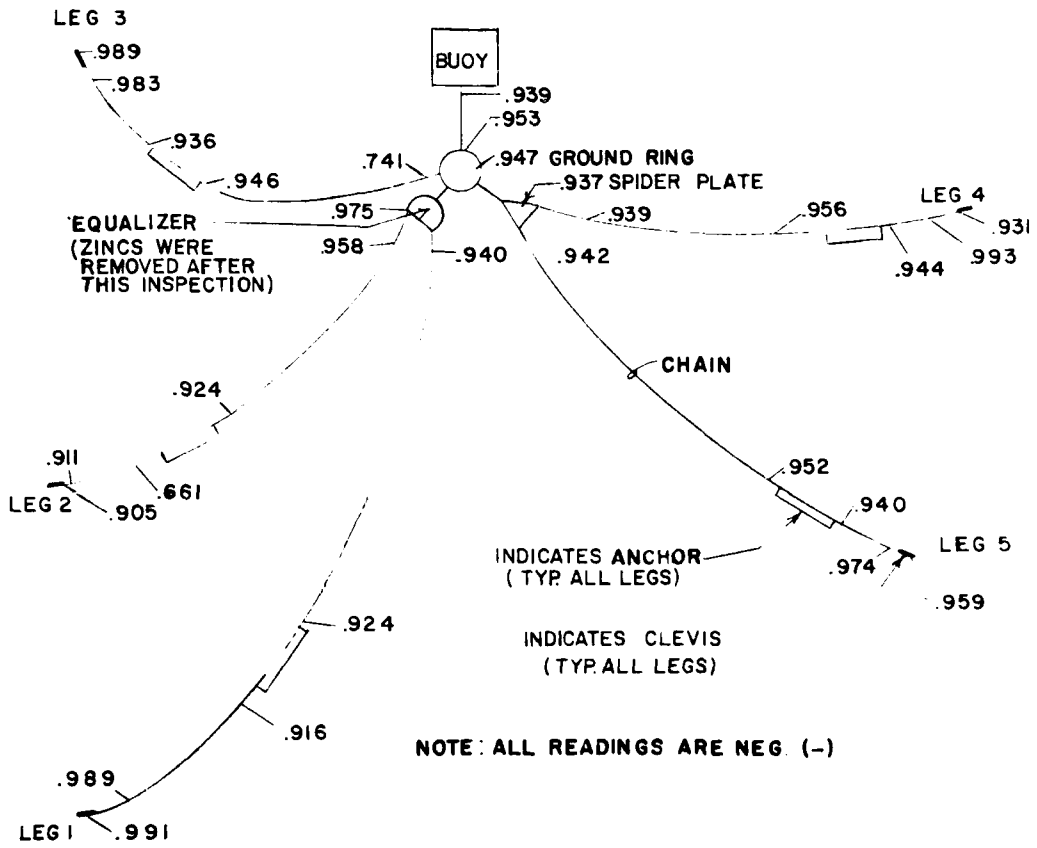 LEG 3
.989
.983
BUOY
.939
.953
.936
.741
.947 GROUND RING
.946
.937 SPIDER PLATE
LEG 4
.975
.939
.956
.931
EQUALIZER
(ZINCS WERE
REMOVED AFTER
THIS INSPECTION)
.958
.940
.942
.944
.993
CHAIN
.924
.911
.661
LEG 2
.905
.952
.940
INDICATES ANCHOR
(TYP. ALL LEGS)
LEG 5
.974
.959
.924
INDICATES CLEVIS
(TYP. ALL LEGS)
.916
NOTE: ALL READINGS ARE NEG. (-)
.989
LEG 1
.991